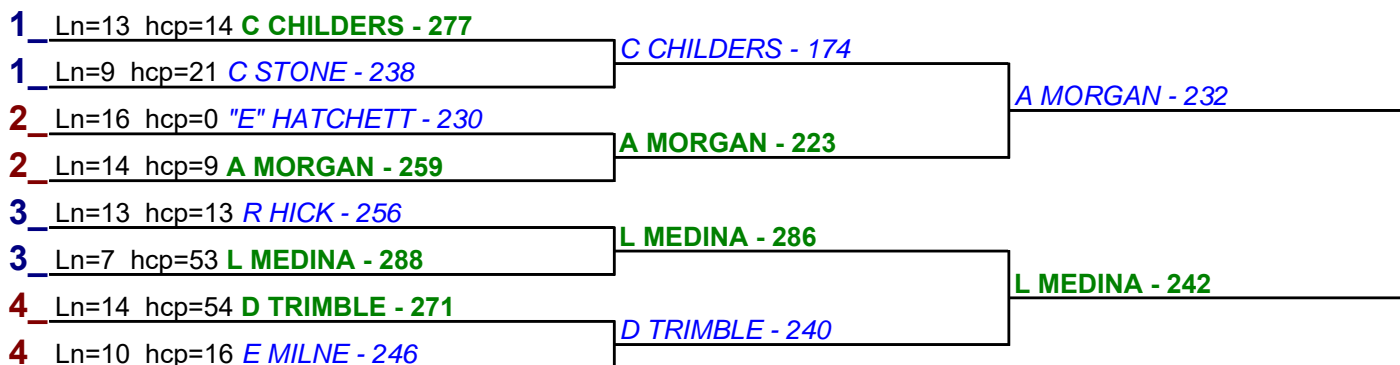 1_ Ln=13 hcp=14 C CHILDERS - 277
C CHILDERS - 174
1_ Ln=9 hcp=21 C STONE - 238
A MORGAN - 232
2_ Ln=16 hcp=0 "E" HATCHETT - 230
A MORGAN - 223
2_ Ln=14 hcp=9 A MORGAN - 259
3_ Ln=13 hcp=13 R HICK - 256
L MEDINA - 286
3_ Ln=7 hcp=53 L MEDINA - 288
L MEDINA - 242
4_ Ln=14 hcp=54 D TRIMBLE - 271
D TRIMBLE - 240
4 Ln=10 hcp=16 E MILNE - 246